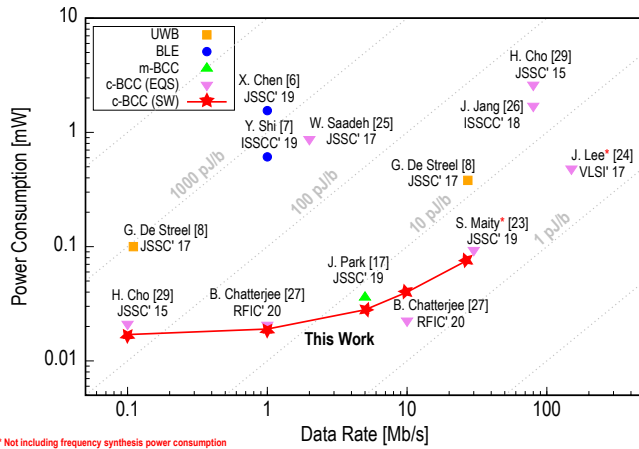 10
UWB
BLE
m-BCC
c-BCC (EQS)
c-BCC (SW)
H. Cho [29]
JSSC' 15
X. Chen [6]
JSSC' 19
J. Jang [26]
ISSCC' 18
Y. Shi [7]
ISSCC' 19
W. Saadeh [25]
JSSC' 17
1
J. Lee* [24]
VLSI' 17
G. De Streel [8]
JSSC' 17
1000 pJ/b
100 pJ/b
10 pJ/b
1 pJ/b
Power Consumption [mW]
G. De Streel [8]
JSSC' 17
S. Maity* [23]
JSSC' 19
0.1
J. Park [17]
JSSC' 19
H. Cho [29]
JSSC' 15
B. Chatterjee [27]
RFIC' 20
B. Chatterjee [27]
RFIC' 20
This Work
0.01
0.1
1
10
100
Data Rate [Mb/s]
* Not including frequency synthesis power consumption